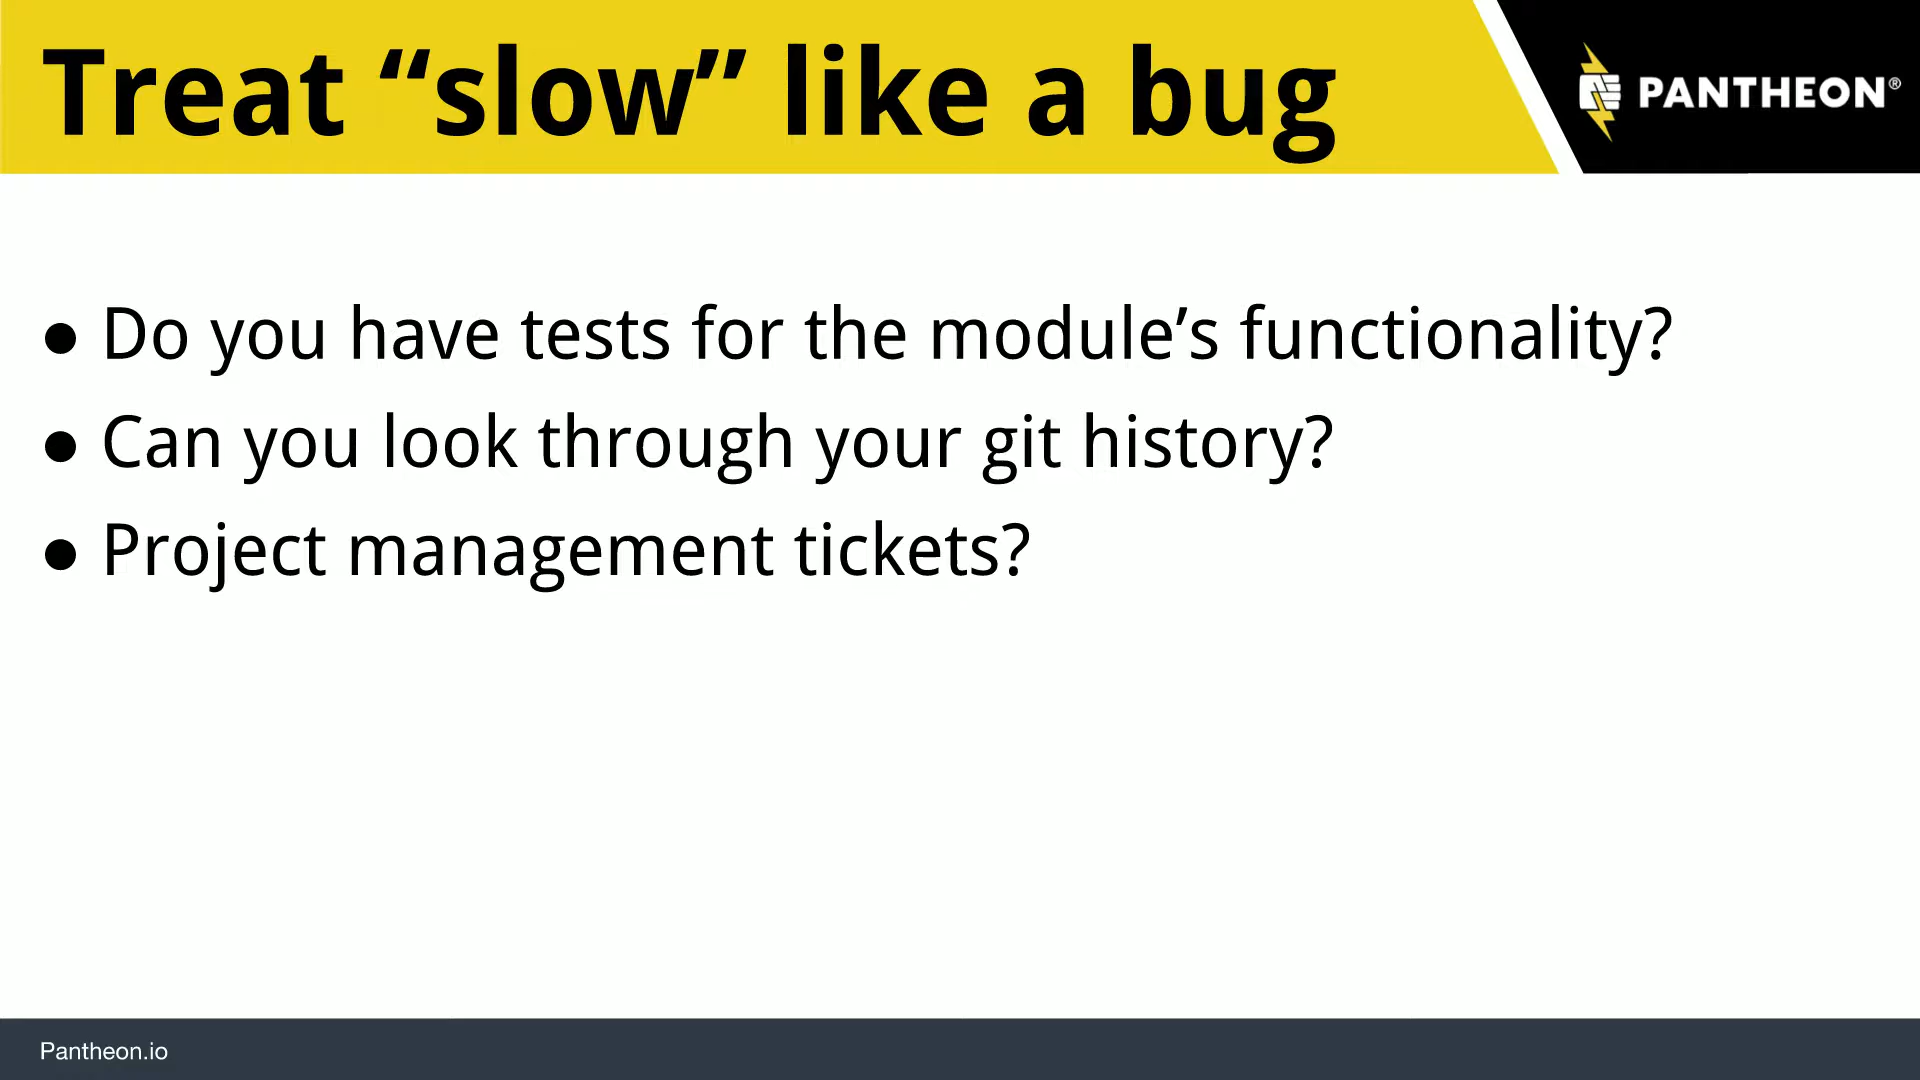 Treat “slow” like a bug
PANTHEON®
● Do you have tests for the module’s functionality?
● Can you look through your git history?
● Project management tickets?
Pantheon.io